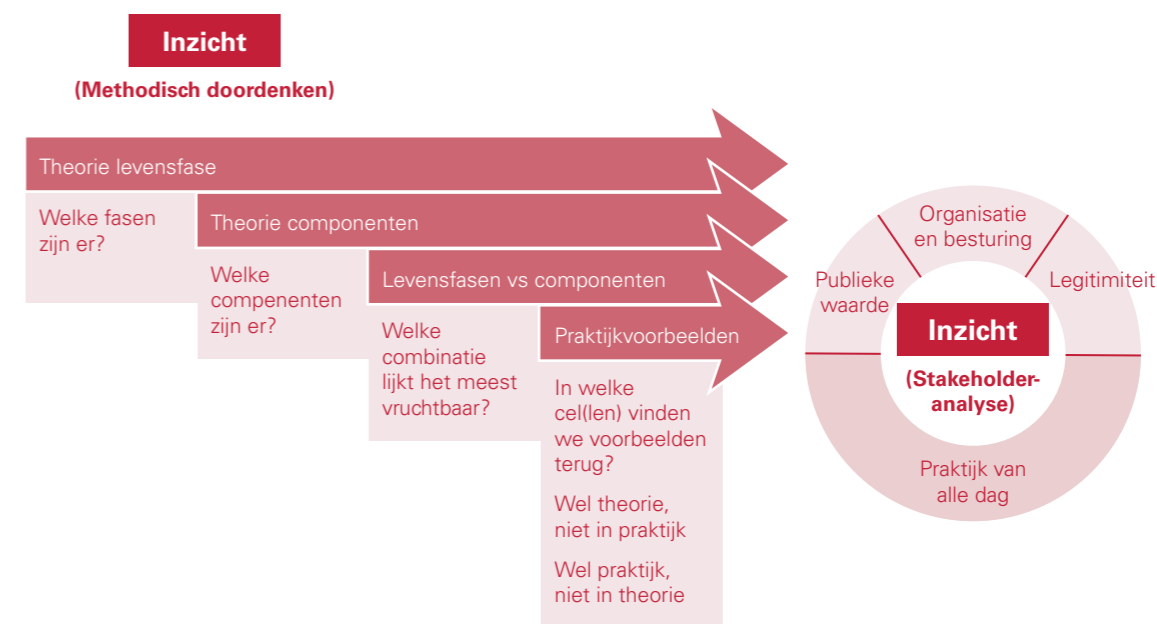 Inzicht
(Methodisch doordenken)
Theorie levensfase
Welke fasen
zijn er?
Theorie componenten
Welke
compenenten
zijn er?
Levensfasen vs componenten
Welke
combinatie
lijkt het meest
vruchtbaar?
Praktijkvoorbeelden
In welke
cel(len) vinden
we voorbeelden
terug?
Wel theorie,
niet in praktijk
Wel praktijk,
niet in theorie
Organisatie
en besturing
Publieke
waarde
Legitimiteit
Inzicht
(Stakeholder-
analyse)
Praktijk van
alle dag